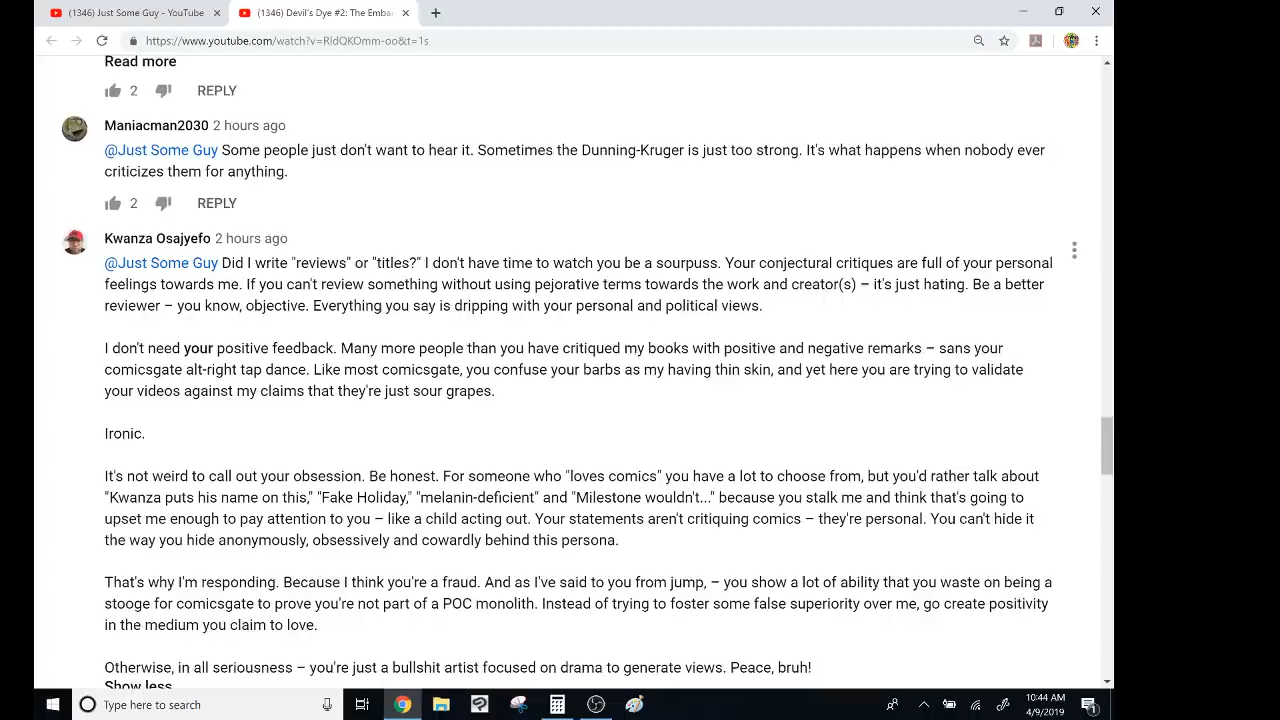 (1346) Just Some Guy - YouTube
(1346) Devil's Dye #2: The Emba
https://www.youtube.com/watch?v=RldQKOmm-oo&t=1s
Read more
2 REPLY
Maniacman2030 2 hours ago
@Just Some Guy Some people just don't want to hear it. Sometimes the Dunning-Kruger is just too strong. It's what happens when nobody ever
criticizes them for anything.
2 REPLY
Kwanza Osajyefo 2 hours ago
@Just Some Guy Did I write "reviews" or "titles?" I don't have time to watch you be a sourpuss. Your conjectural critiques are full of your personal
feelings towards me. If you can't review something without using pejorative terms towards the work and creator(s) – it's just hating. Be a better
reviewer – you know, objective. Everything you say is dripping with your personal and political views.
I don't need your positive feedback. Many more people than you have critiqued my books with positive and negative remarks – sans your
comicsgate alt-right tap dance. Like most comicsgate, you confuse your barbs as my having thin skin, and yet here you are trying to validate
your videos against my claims that they're just sour grapes.
Ironic.
It's not weird to call out your obsession. Be honest. For someone who "loves comics" you have a lot to choose from, but you'd rather talk about
"Kwanza puts his name on this," "Fake Holiday," "melanin-deficient" and "Milestone wouldn't..." because you stalk me and think that's going to
upset me enough to pay attention to you – like a child acting out. Your statements aren't critiquing comics – they're personal. You can't hide it
the way you hide anonymously, obsessively and cowardly behind this persona.
That's why I'm responding. Because I think you're a fraud. And as I've said to you from jump, – you show a lot of ability that you waste on being a
stooge for comicsgate to prove you're not part of a POC monolith. Instead of trying to foster some false superiority over me, go create positivity
in the medium you claim to love.
Otherwise, in all seriousness – you're just a bullshit artist focused on drama to generate views. Peace, bruh!
Show less
Type here to search
10:44 AM
4/9/2019
1